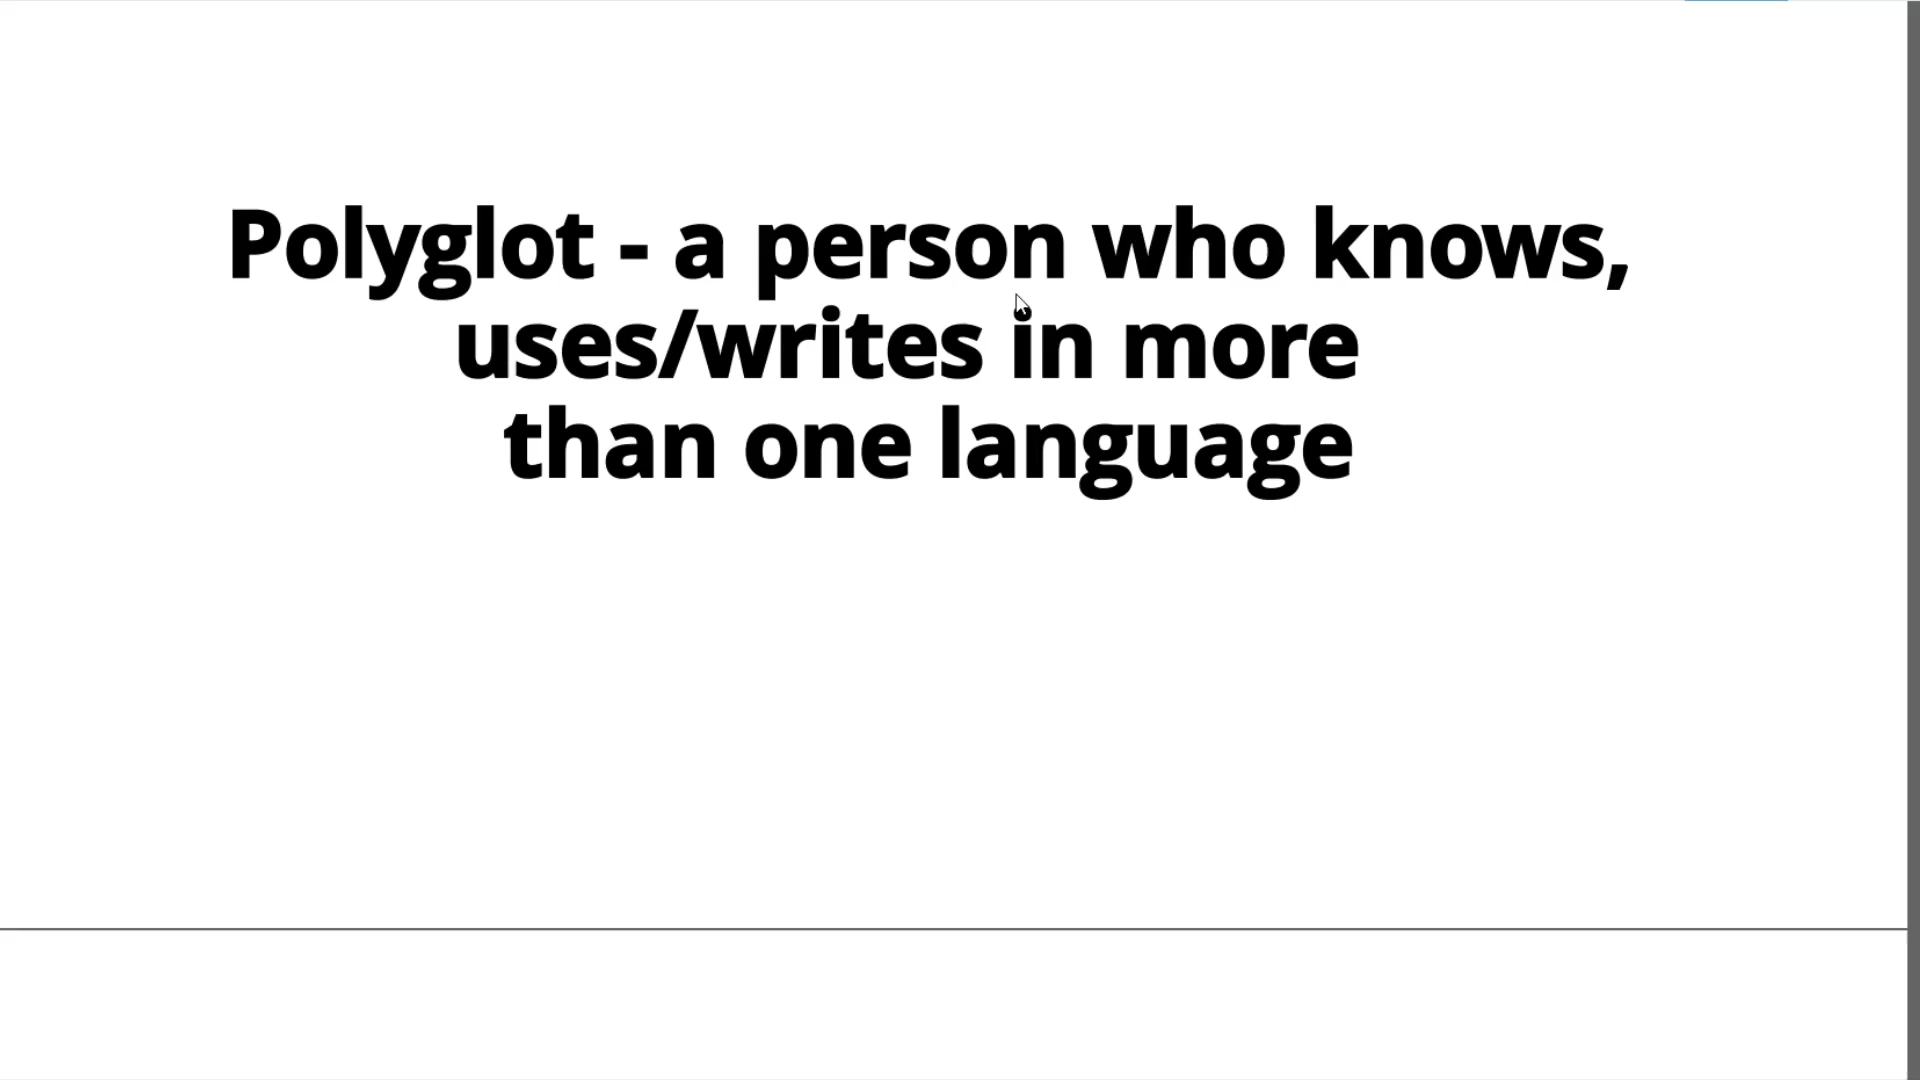 Polyglot - a person who knows,
uses/writes in more
than one language